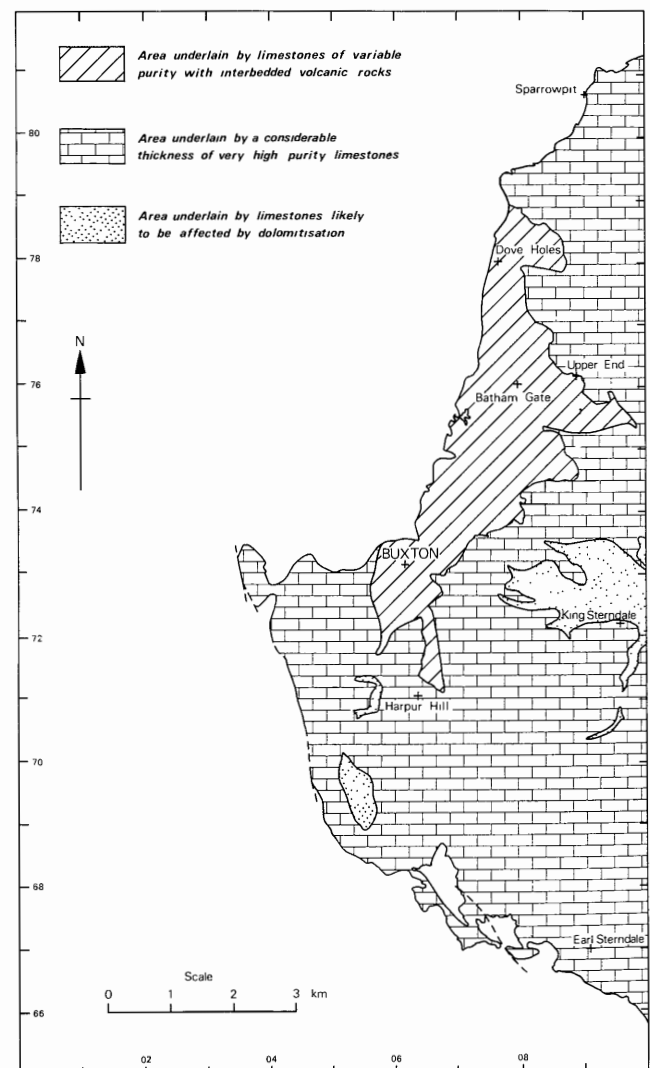 Area underlain by limestones of variable
purity with interbedded volcanic rocks
Sparrowpit
80
Area underlain by a considerable
thickness of very high purity limestones
Area underlain by limestones likely
to be affected by dolomitisation
Dove Holes
78
N
Upper End
76
Batham Gate
74
BUXTON
King Sterndale
72
Harpur Hill
70
68
Earl Sterndale
Scale
0 1 2 3 km
66
02 04 06 08